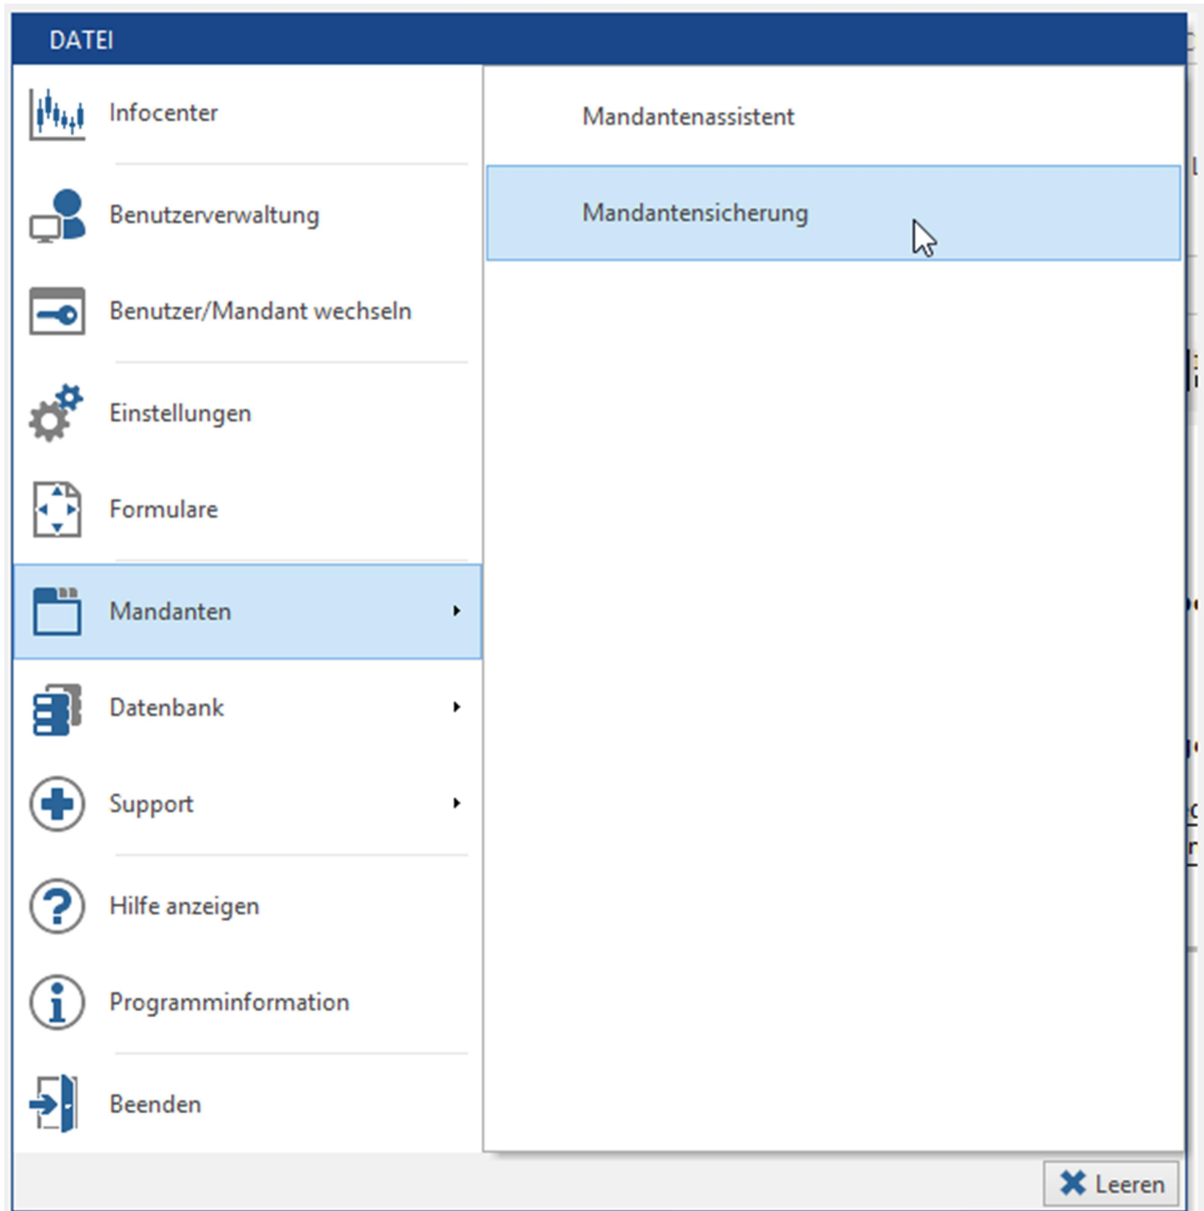 DATEI
Infocenter
Benutzerverwaltung
Benutzer/Mandant wechseln
Einstellungen
Formulare
Mandanten
Datenbank
Support
Hilfe anzeigen
Programminformation
Beenden
Mandantenassistent
Mandantensicherung
Leeren